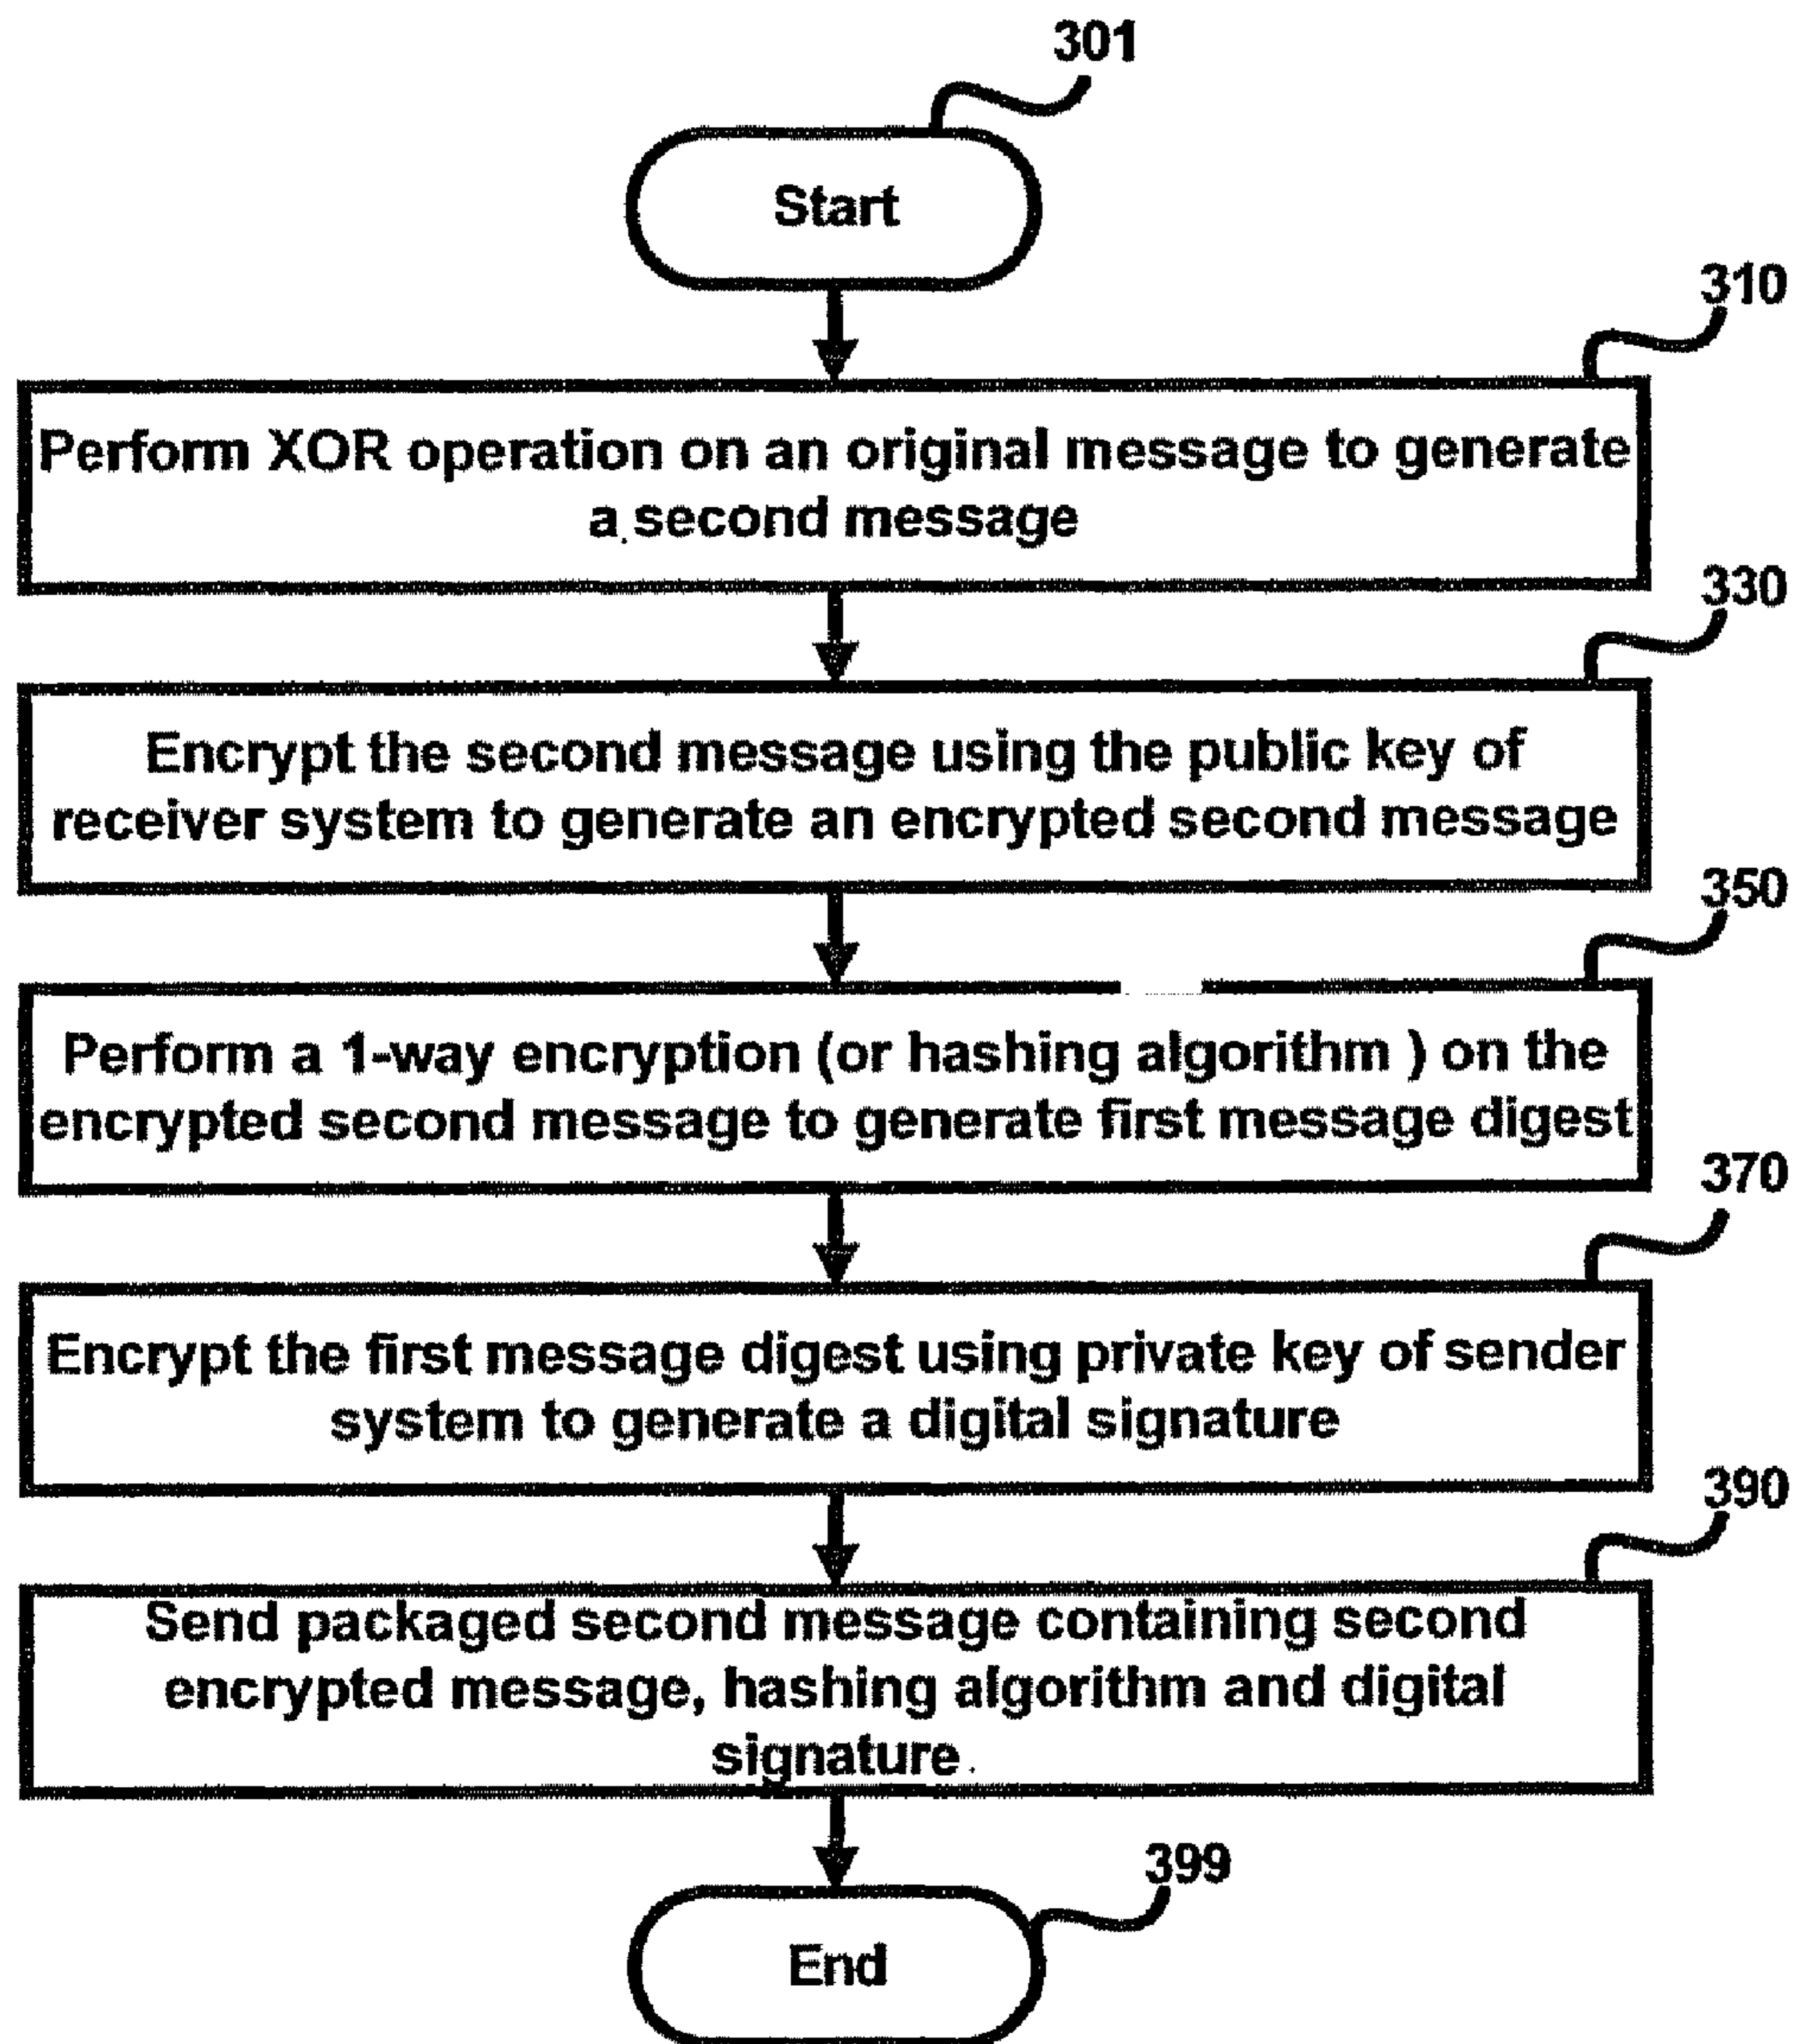 301
Start
310
Perform XOR operation on an original message to generate
a second message
330
Encrypt the second message using the public key of
receiver system to generate an encrypted second message
350
Perform a 1-way encryption (or hashing algorithm ) on the
encrypted second message to generate first message digest
370
Encrypt the first message digest using private key of sender
system to generate a digital signature
390
Send packaged second message containing second
encrypted message, hashing algorithm and digital
signature.
399
End